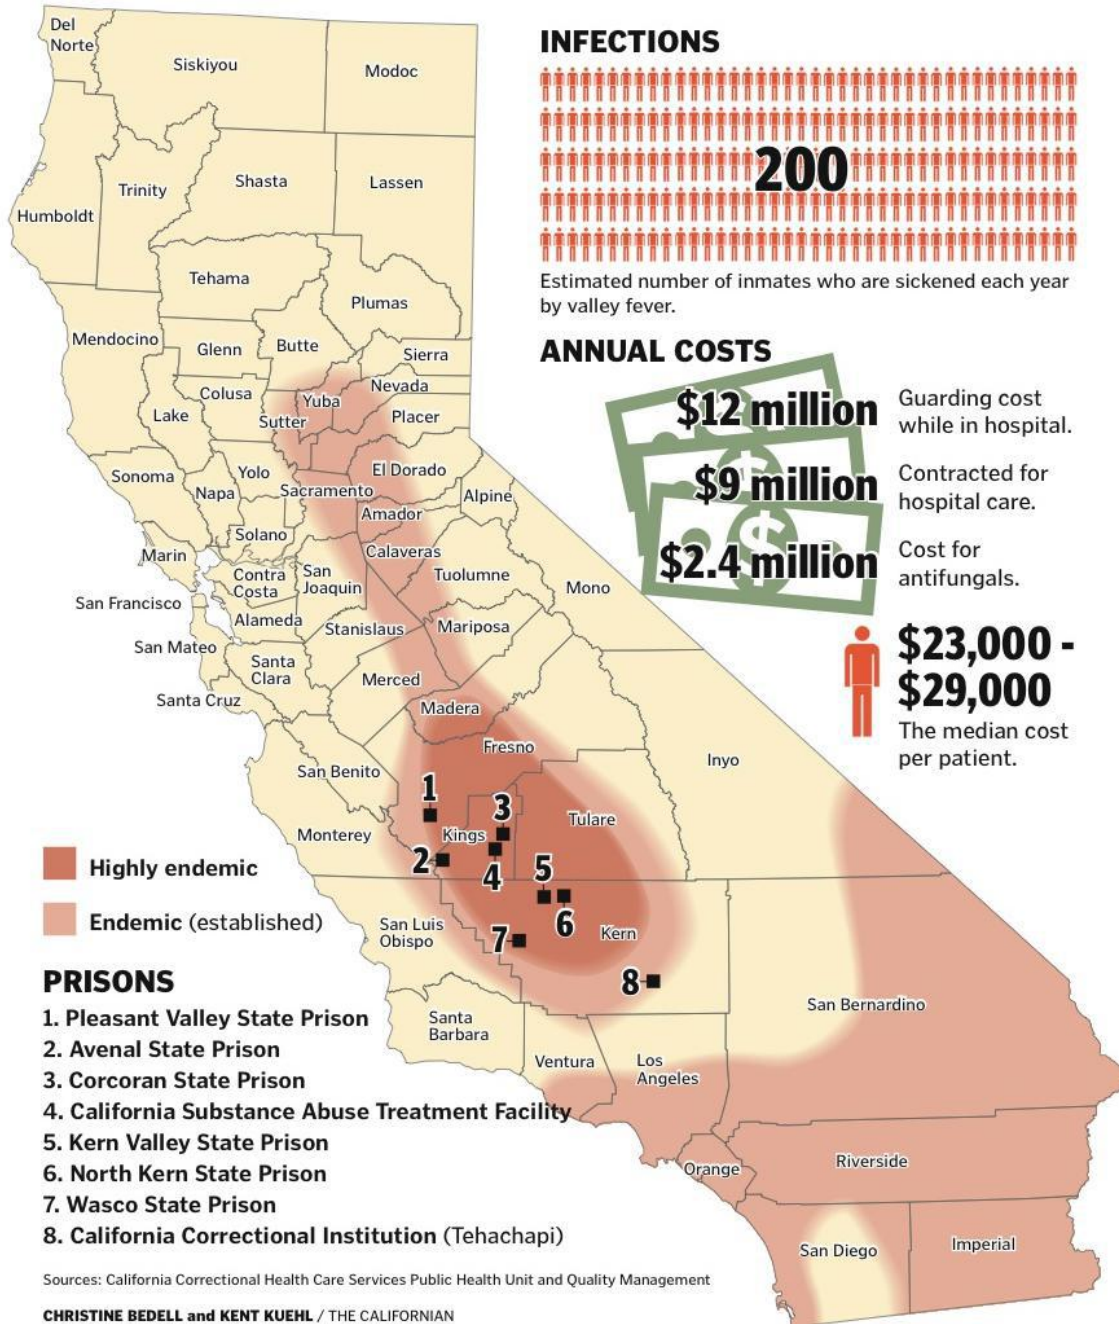 Del
Norte
Siskiyou
Modoc
Humboldt
Trinity
Shasta
Lassen
Tehama
Plumas
Mendocino
Glenn
Butte
Sierra
Lake
Colusa
Sutter
Yuba
Nevada
Placer
Sonoma
Napa
Yolo
Sacramento
El Dorado
Alpine
Solano
Amador
Marin
Contra
Costa
San
Joaquin
Calaveras
Tuolumne
Mono
San Francisco
Alameda
Stanislaus
Mariposa
San Mateo
Santa
Clara
Merced
Santa Cruz
Madera
Fresno
San Benito
Inyo
Monterey
Kings
Tulare
San Luis
Obispo
Kern
Santa
Barbara
Ventura
Los
Angeles
San Bernardino
Orange
Riverside
San Diego
Imperial
1
2
3
4
5
6
7
8
INFECTIONS
200
Estimated number of inmates who are sickened each year
by valley fever.
ANNUAL COSTS
$12 million
Guarding cost
while in hospital.
$9 million
Contracted for
hospital care.
$2.4 million
Cost for
antifungals.
$23,000 -
$29,000
The median cost
per patient.
Highly endemic
Endemic (established)
PRISONS
1. Pleasant Valley State Prison
2. Avenal State Prison
3. Corcoran State Prison
4. California Substance Abuse Treatment Facility
5. Kern Valley State Prison
6. North Kern State Prison
7. Wasco State Prison
8. California Correctional Institution (Tehachapi)
Sources: California Correctional Health Care Services Public Health Unit and Quality Management
CHRISTINE BEDELL and KENT KUEHL / THE CALIFORNIAN